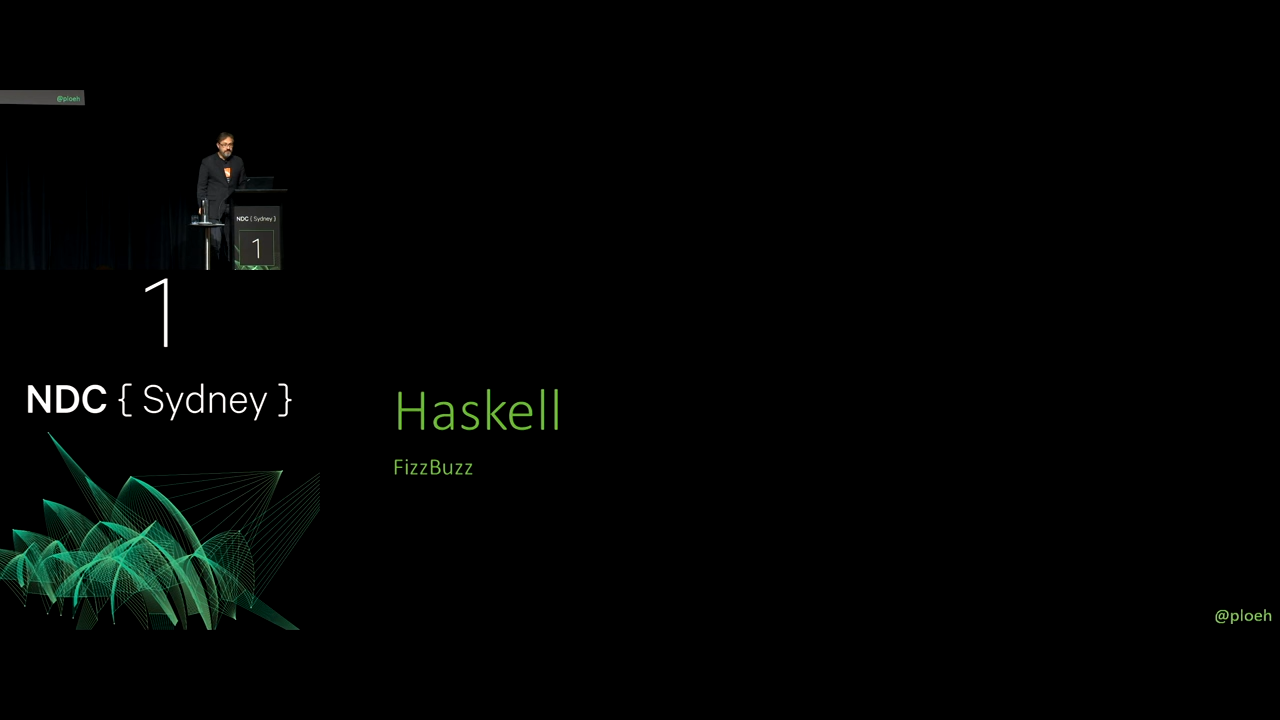 @ploeh
NDC { Sydney }
1
1
NDC { Sydney }
Haskell
FizzBuzz
@ploeh